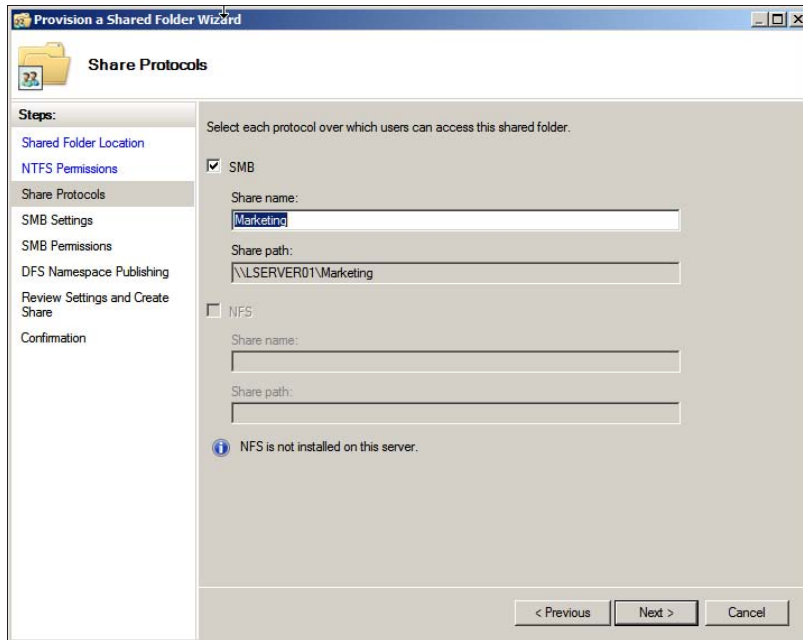 Provision a Shared Folder Wizard
Share Protocols
Steps:
Shared Folder Location
NTFS Permissions
Share Protocols
SMB Settings
SMB Permissions
DFS Namespace Publishing
Review Settings and Create
Share
Confirmation
Select each protocol over which users can access this shared folder.
SMB
Share name:
Marketing
Share path:
\\LSERVER01\Marketing
NFS
Share name:
Share path:
NFS is not installed on this server.
< Previous
Next >
Cancel